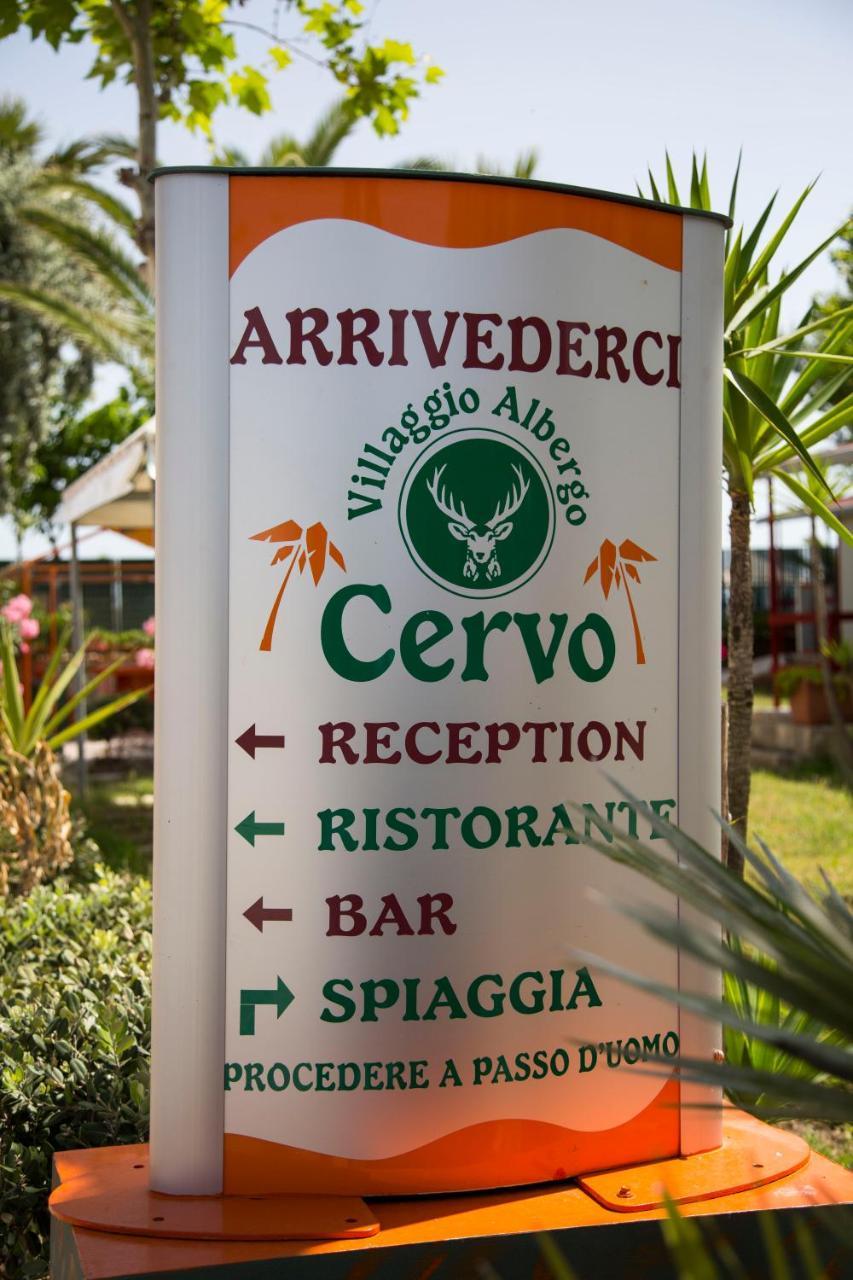 ARRIVEDERCI
Villaggio Albergo
Cervo
RECEPTION
RISTORANTE
BAR
SPIAGGIA
PROCEDERE A PASSO D'UOMO